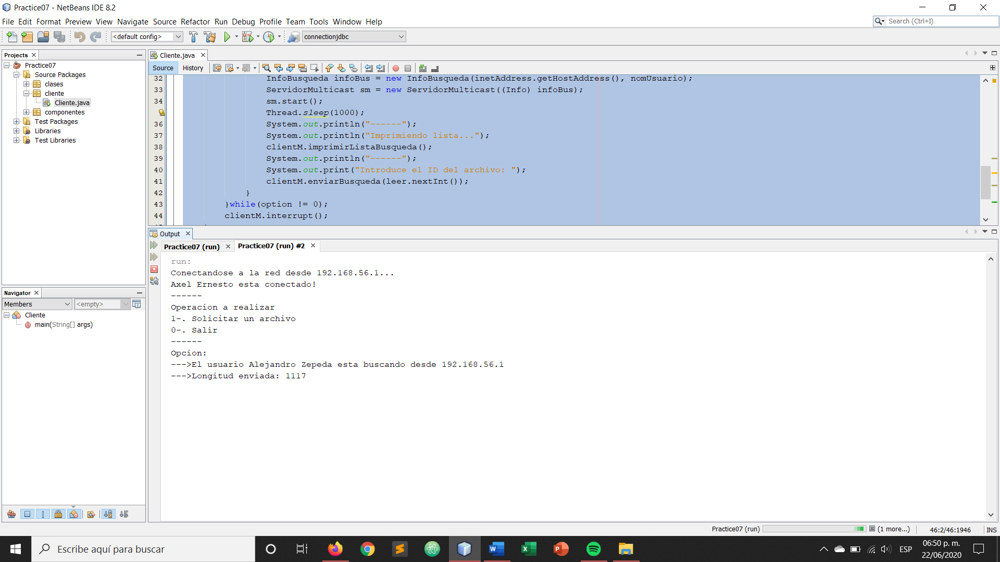 Practice07 - NetBeans IDE 8.2
File Edit Format Preview View Navigate Source Refactor Run Debug Profile Team Tools Window Help
Search (Ctrl+I)
<default config>
connectionjdbc
Projects
Practice07
Source Packages
clases
cliente
Cliente.java
componentes
Test Packages
Libraries
Test Libraries
Navigator
Members
<empty>
Cliente
main(String[] args)
Cliente.java
Source History
32 InfoBusqueda infoBus = new InfoBusqueda(inetAddress.getHostAddress(), nomUsuario);
33 ServidorMulticast sm = new ServidorMulticast((Info) infoBus);
34 sm.start();
Thread.sleep(1000);
36 System.out.println("------");
37 System.out.println("Imprimiendo lista...");
38 clientM.imprimirListaBusqueda();
39 System.out.println("------");
40 System.out.print("Introduce el ID del archivo: ");
41 clientM.enviarBusqueda(leer.nextInt());
42 }
43 }while(option != 0);
44 clientM.interrupt();
Output
Practice07 (run) Practice07 (run) #2
run:
Conectandose a la red desde 192.168.56.1...
Axel Ernesto esta conectado!
------
Operacion a realizar
1-. Solicitar un archivo
0-. Salir
------
Opcion:
--->El usuario Alejandro Zepeda esta buscando desde 192.168.56.1
--->Longitud enviada: 1117
Practice07 (run) (1 more...) 46:2/46:1946 INS
Escribe aquí para buscar
ESP
06:50 p. m.
22/06/2020